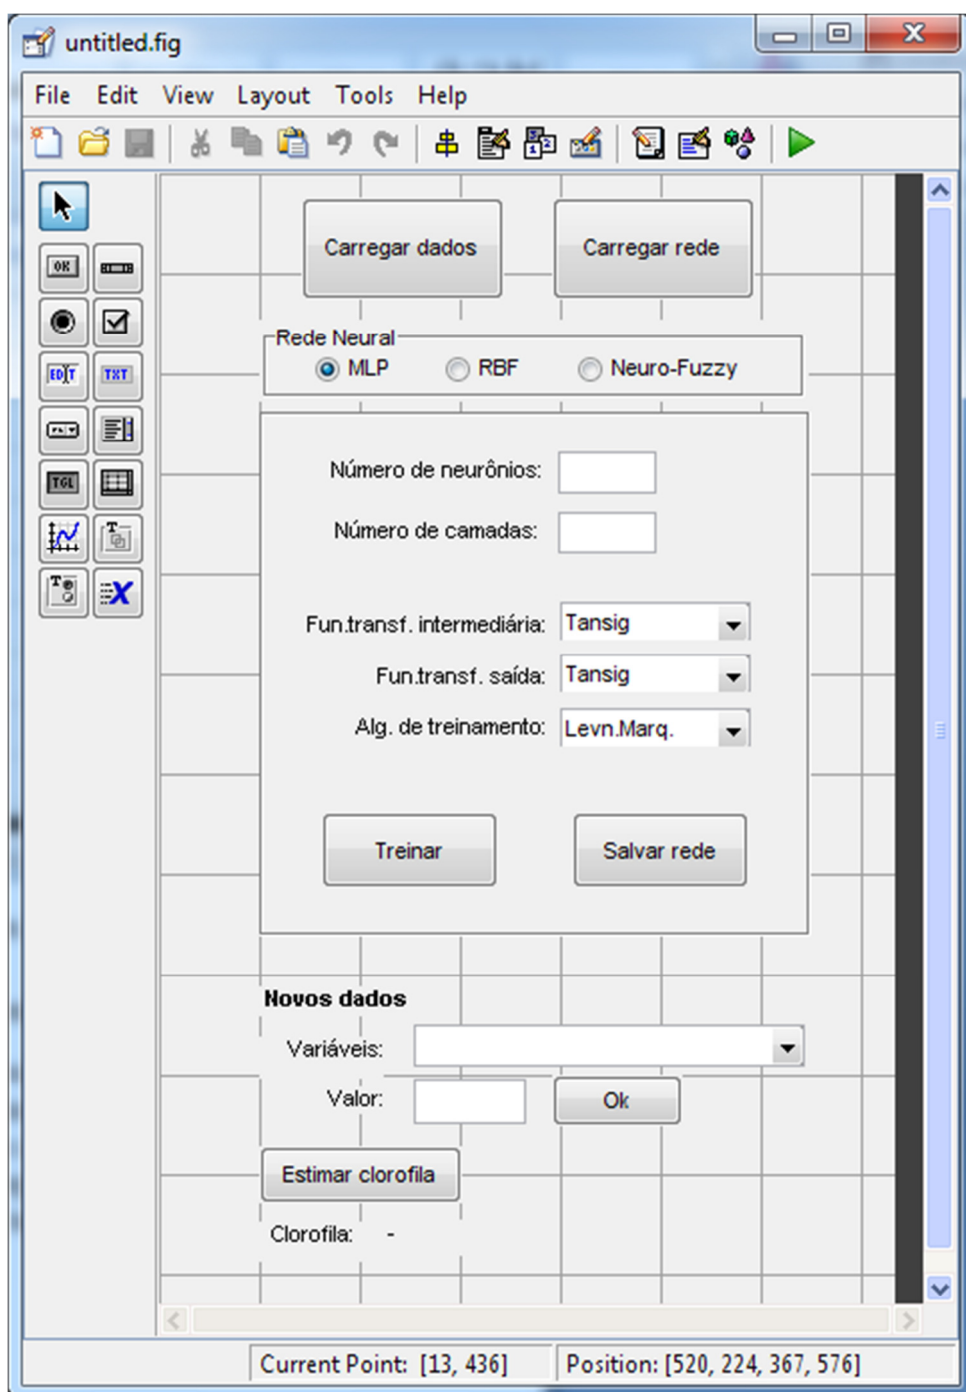 untitled.fig
File Edit View Layout Tools Help
OK
EDIT TXT
TGL
T
T X
Carregar dados Carregar rede
Rede Neural
MLP RBF Neuro-Fuzzy
Número de neurônios:
Número de camadas:
Fun.transf. intermediária: Tansig
Fun.transf. saída: Tansig
Alg. de treinamento: Levn.Marq.
Treinar Salvar rede
Novos dados
Variáveis:
Valor: Ok
Estimar clorofila
Clorofila: -
Current Point: [13, 436] Position: [520, 224, 367, 576]